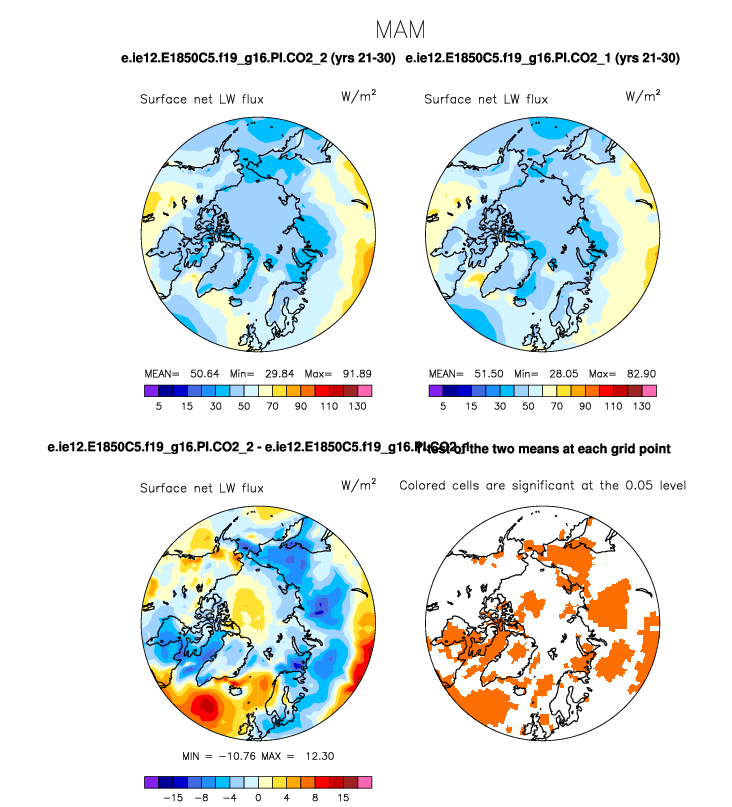 MAM
e.ie12.E1850C5.f19_g16.PI.CO2_2 (yrs 21-30) e.ie12.E1850C5.f19_g16.PI.CO2_1 (yrs 21-30)
Surface net LW flux W/m² Surface net LW flux W/m²
MEAN= 50.64 Min= 29.84 Max= 91.89 MEAN= 51.50 Min= 28.05 Max= 82.90
5 15 30 50 70 90 110 130 5 15 30 50 70 90 110 130
e.ie12.E1850C5.f19_g16.PI.CO2_2 - e.ie12.E1850C5.f19_g16.PI.CO2_1 T-test of the two means at each grid point
Surface net LW flux W/m² Colored cells are significant at the 0.05 level
MIN = −10.76 MAX = 12.30
−15 −8 −4 0 4 8 15